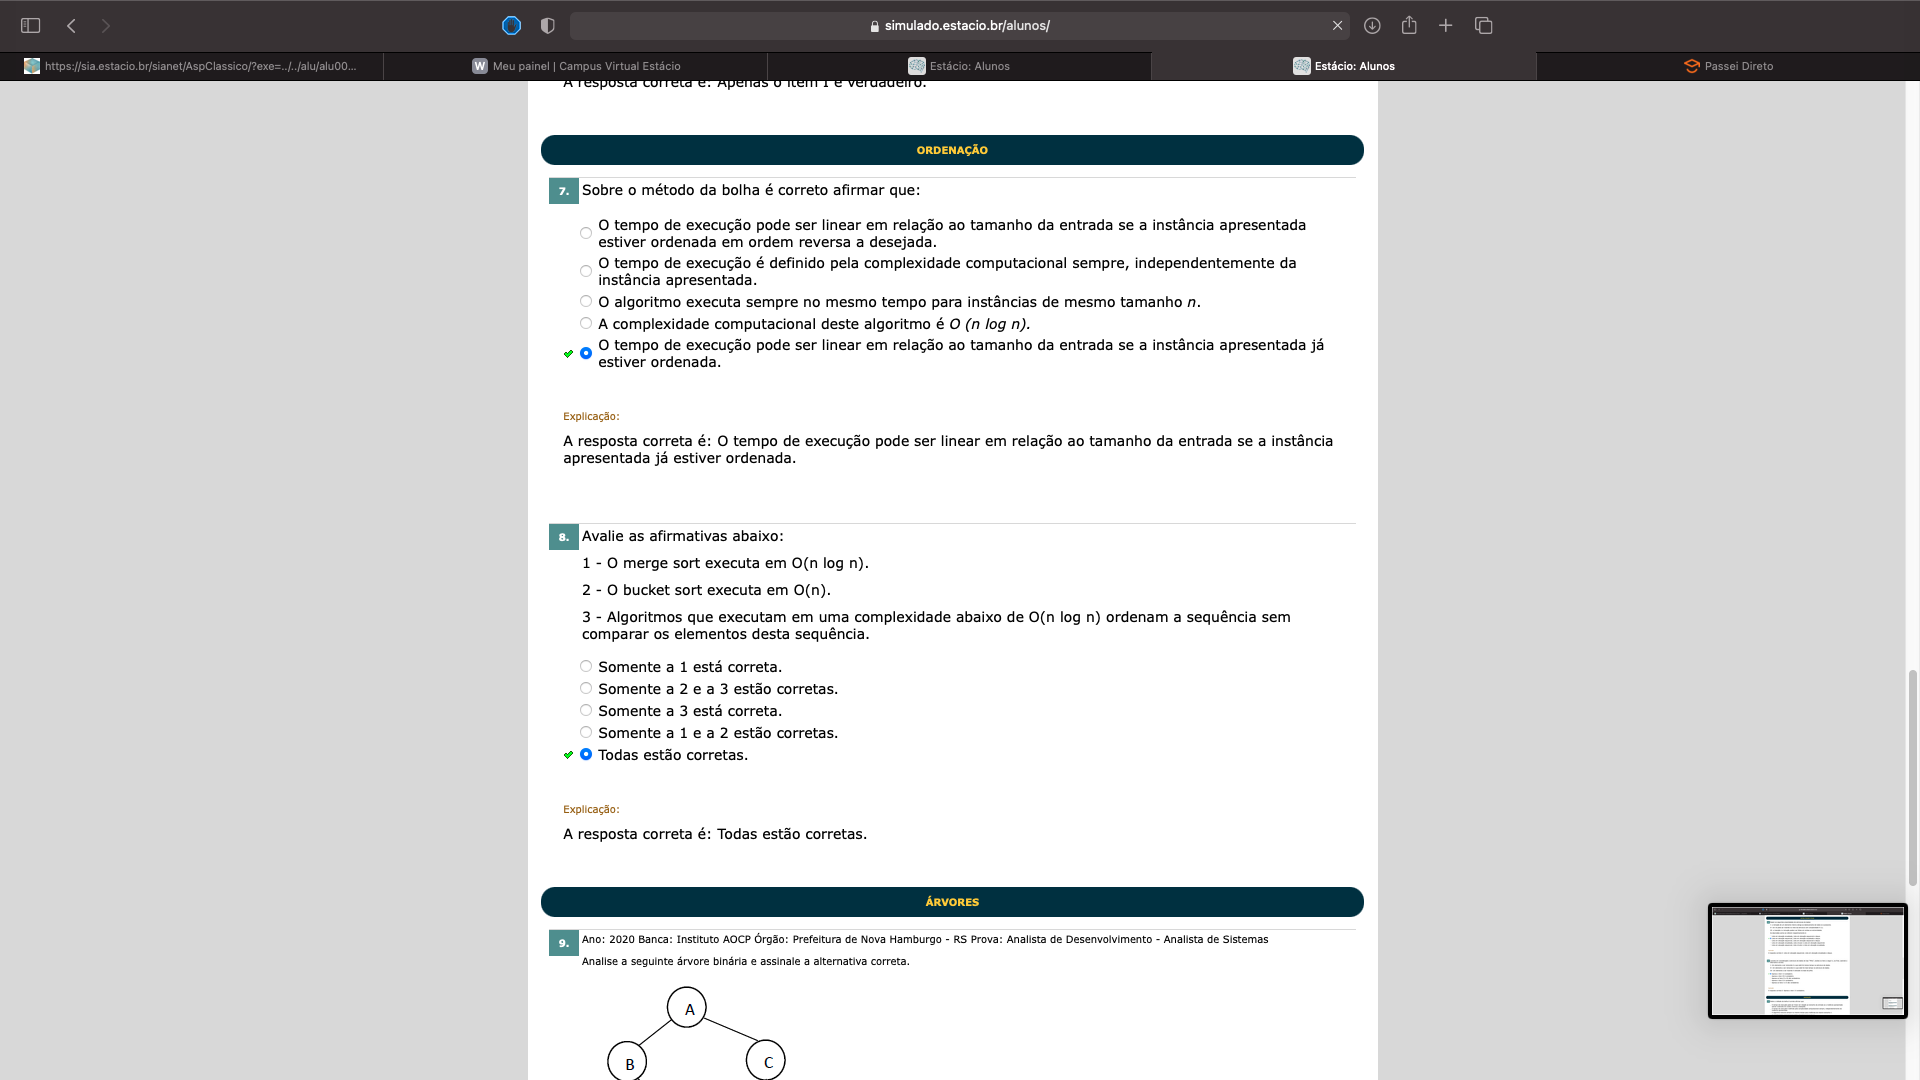 simulado.estacio.br/alunos/
https://sia.estacio.br/sianet/AspClassico/?exe=../../alu/alu00...
W Meu painel | Campus Virtual Estácio
Estácio: Alunos
Estácio: Alunos
Passei Direto
A resposta correta é: Apenas o item I é verdadeiro.
ORDENAÇÃO
7. Sobre o método da bolha é correto afirmar que:
O tempo de execução pode ser linear em relação ao tamanho da entrada se a instância apresentada
estiver ordenada em ordem reversa a desejada.
O tempo de execução é definido pela complexidade computacional sempre, independentemente da
instância apresentada.
O algoritmo executa sempre no mesmo tempo para instâncias de mesmo tamanho n.
A complexidade computacional deste algoritmo é O (n log n).
O tempo de execução pode ser linear em relação ao tamanho da entrada se a instância apresentada já
estiver ordenada.
Explicação:
A resposta correta é: O tempo de execução pode ser linear em relação ao tamanho da entrada se a instância
apresentada já estiver ordenada.
8. Avalie as afirmativas abaixo:
1 - O merge sort executa em O(n log n).
2 - O bucket sort executa em O(n).
3 - Algoritmos que executam em uma complexidade abaixo de O(n log n) ordenam a sequência sem
comparar os elementos desta sequência.
Somente a 1 está correta.
Somente a 2 e a 3 estão corretas.
Somente a 3 está correta.
Somente a 1 e a 2 estão corretas.
Todas estão corretas.
Explicação:
A resposta correta é: Todas estão corretas.
ÁRVORES
9. Ano: 2020 Banca: Instituto AOCP Órgão: Prefeitura de Nova Hamburgo - RS Prova: Analista de Desenvolvimento - Analista de Sistemas
Analise a seguinte árvore binária e assinale a alternativa correta.
A
B C